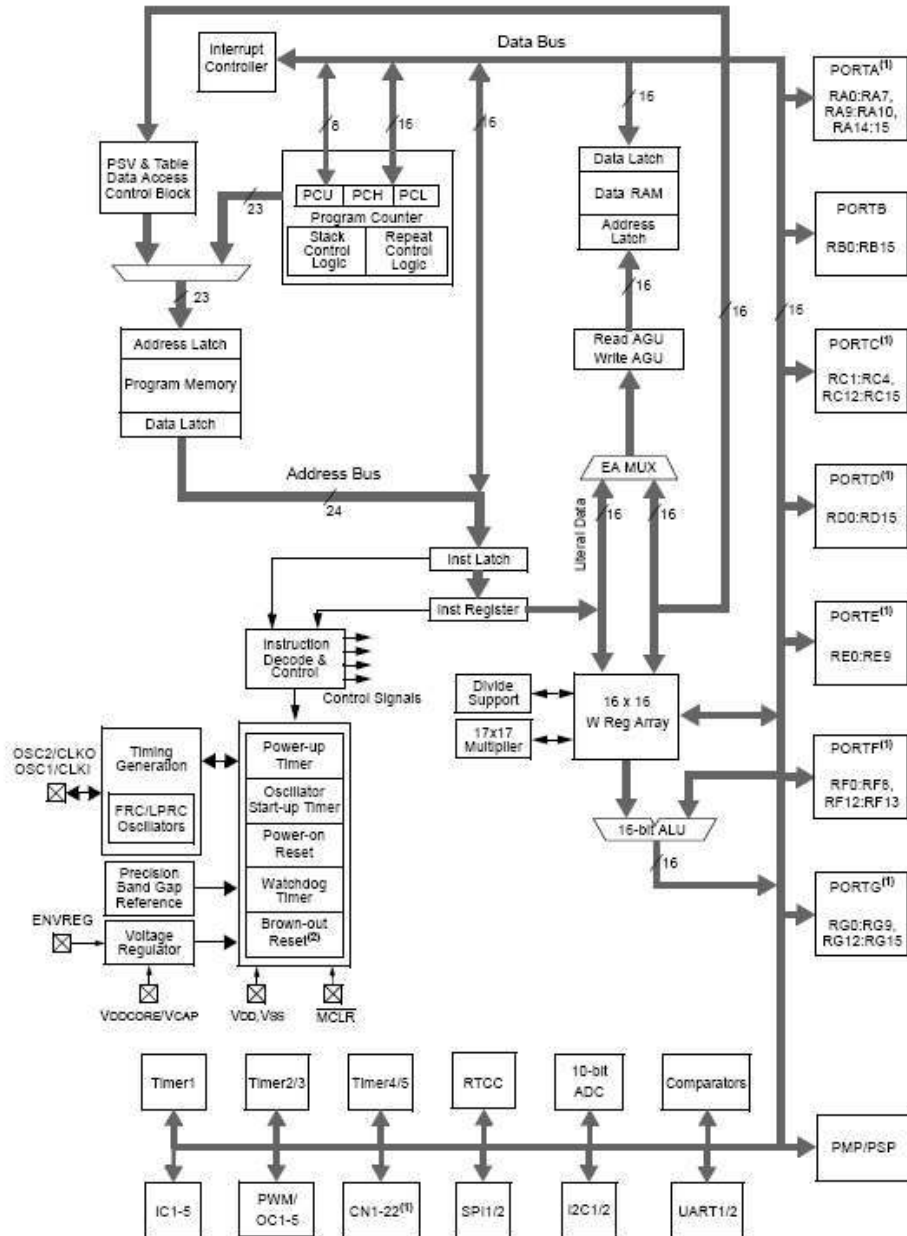 Data Bus
Interrupt
Controller
PORTA(1)
RA0:RA7,
RA9:RA10,
RA14:15
8
16
16
16
PSV & Table
Data Access
Control Block
23
PCU PCH PCL
Program Counter
Stack
Control
Logic
Repeat
Control
Logic
Data Latch
Data RAM
Address
Latch
PORTB
RB0:RB15
23
16
16
16
Address Latch
Program Memory
Data Latch
Read AGU
Write AGU
PORTC(1)
RC1:RC4,
RC12:RC15
Address Bus
24
EA MUX
Literal Data
16
16
PORTD(1)
RD0:RD15
Inst Latch
Inst Register
Instruction
Decode &
Control
Control Signals
PORTE(1)
RE0:RE9
Divide
Support
16 x 16
W Reg Array
17x17
Multiplier
OSC2/CLKO
OSC1/CLKI
Timing
Generation
FRC/LPRC
Oscillators
Power-up
Timer
Oscillator
Start-up Timer
Power-on
Reset
Watchdog
Timer
Brown-out
Reset(2)
PORTF(1)
RF0:RF8,
RF12:RF13
16-bit ALU
16
Precision
Band Gap
Reference
ENVREG
Voltage
Regulator
PORTG(1)
RG0:RG9,
RG12:RG15
VDDCORE/VCAP
VDD,VSS
MCLR
Timer1
Timer2/3
Timer4/5
RTCC
10-bit
ADC
Comparators
PMP/PSP
IC1-5
PWM/
OC1-5
CN1-22(1)
SPI1/2
I2C1/2
UART1/2